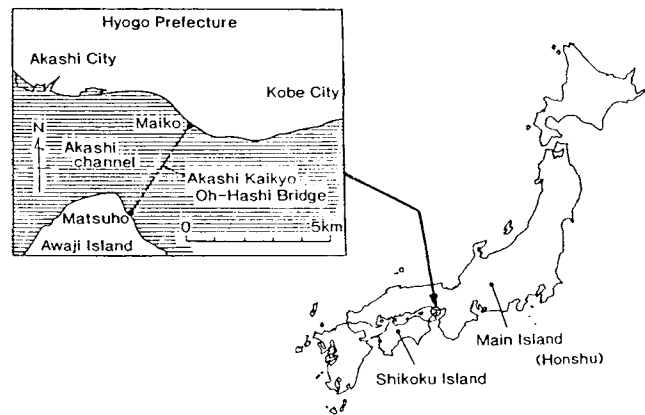 Hyogo Prefecture
Akashi City
Kobe City
Maiko
N
Akashi
channel
Akashi Kaikyo
Oh-Hashi Bridge
Matsuho
0
5km
Awaji Island
Main Island
(Honshu)
Shikoku Island